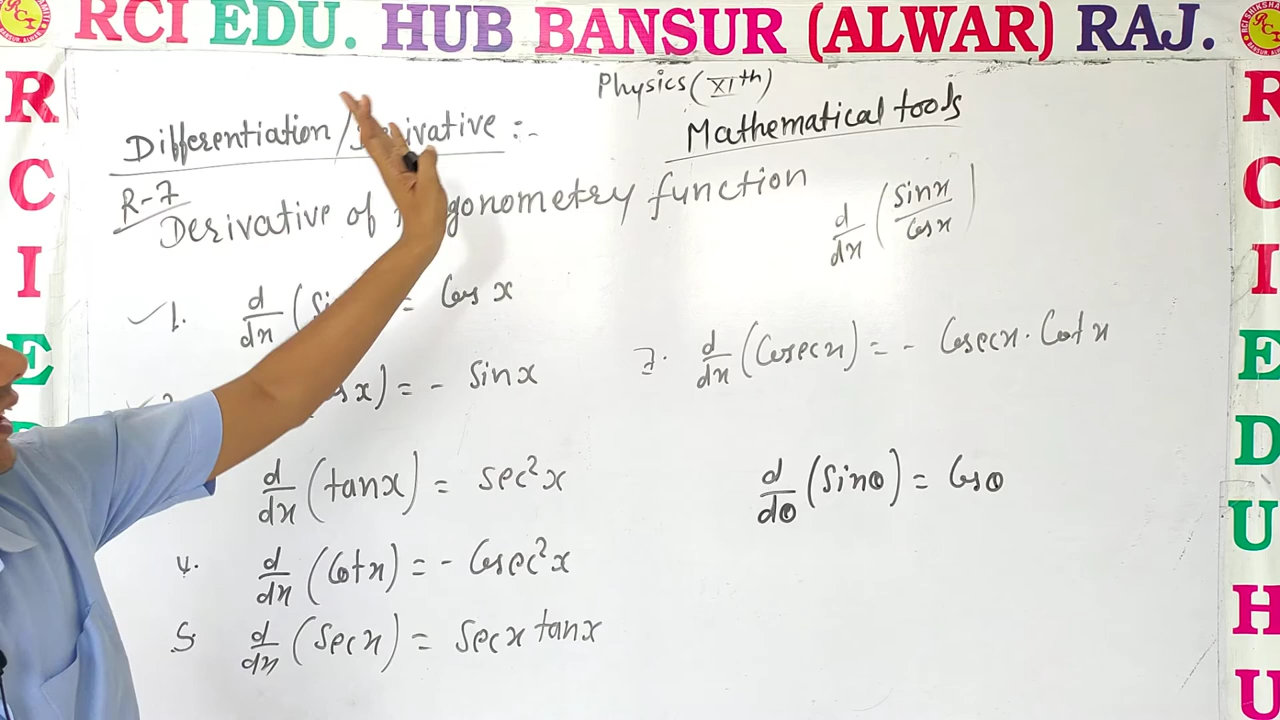 RCI EDU. HUB BANSUR (ALWAR) RAJ.
R
C
I
E
U
R
C
I
E
D
U
H
U
Physics (XIth)
Mathematical tools
Differentiation / Derivative :-
R-7
Derivative of gonometry function
d/dx (sinx/cosx)
1. d/dx (Si = Cos x
x) = - sinx
d/dx (tanx) = sec²x
4. d/dx (Cotx) = - Cosec²x
5. d/dx (Secx) = Secx tanx
7. d/dx (Cosecx) = - Cosecx . Cotx
d/dθ (sinθ) = Cosθ